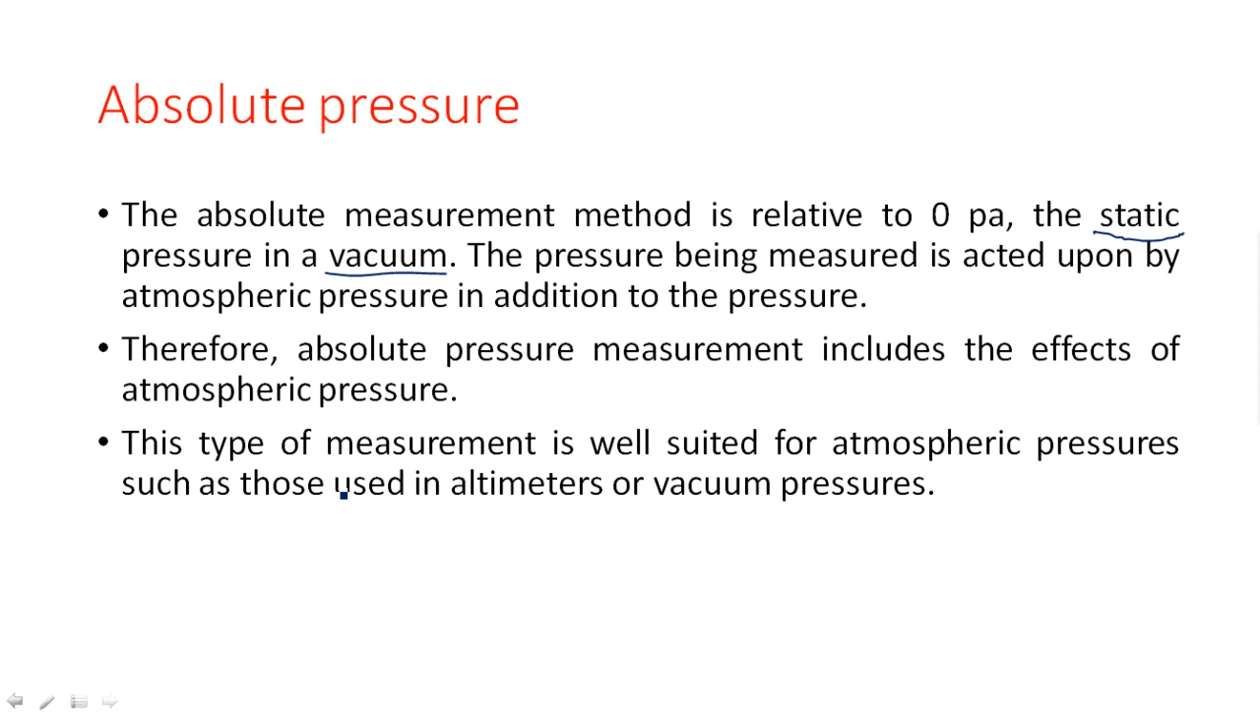 Absolute pressure
• The absolute measurement method is relative to 0 pa, the static
pressure in a vacuum. The pressure being measured is acted upon by
atmospheric pressure in addition to the pressure.
• Therefore, absolute pressure measurement includes the effects of
atmospheric pressure.
• This type of measurement is well suited for atmospheric pressures
such as those used in altimeters or vacuum pressures.